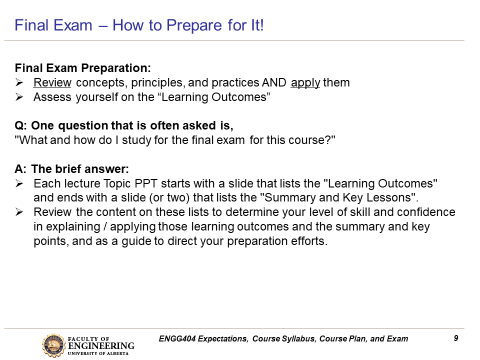 Final Exam – How to Prepare for It!
Final Exam Preparation:
➢ Review concepts, principles, and practices AND apply them
➢ Assess yourself on the “Learning Outcomes”
Q: One question that is often asked is,
"What and how do I study for the final exam for this course?"
A: The brief answer:
➢ Each lecture Topic PPT starts with a slide that lists the "Learning Outcomes"
and ends with a slide (or two) that lists the "Summary and Key Lessons".
➢ Review the content on these lists to determine your level of skill and confidence
in explaining / applying those learning outcomes and the summary and key
points, and as a guide to direct your preparation efforts.
FACULTY OF
ENGINEERING
UNIVERSITY OF ALBERTA
ENGG404 Expectations, Course Syllabus, Course Plan, and Exam
9